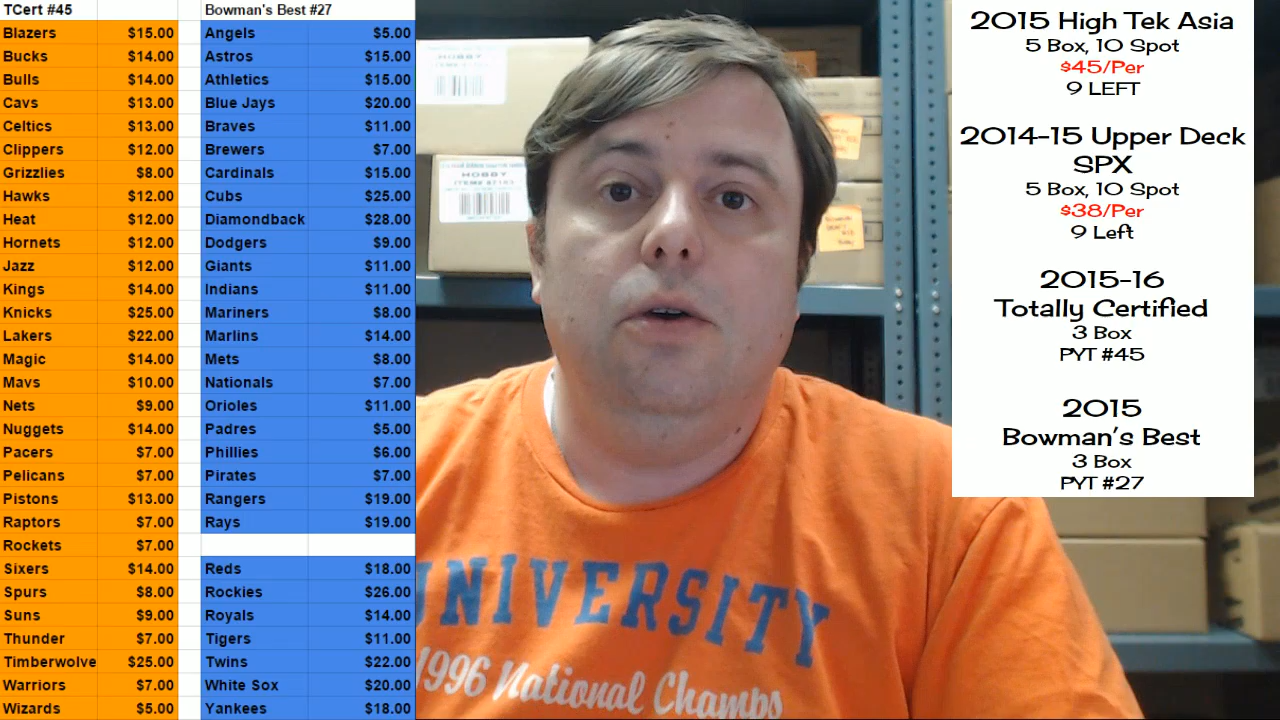 TCert #45
Blazers $15.00
Bucks $14.00
Bulls $14.00
Cavs $13.00
Celtics $13.00
Clippers $12.00
Grizzlies $8.00
Hawks $12.00
Heat $12.00
Hornets $12.00
Jazz $12.00
Kings $14.00
Knicks $25.00
Lakers $22.00
Magic $14.00
Mavs $10.00
Nets $9.00
Nuggets $14.00
Pacers $7.00
Pelicans $7.00
Pistons $13.00
Raptors $7.00
Rockets $7.00
Sixers $14.00
Spurs $8.00
Suns $9.00
Thunder $7.00
Timberwolve $25.00
Warriors $7.00
Wizards $5.00
Bowman's Best #27
Angels $5.00
Astros $15.00
Athletics $15.00
Blue Jays $20.00
Braves $11.00
Brewers $7.00
Cardinals $15.00
Cubs $25.00
Diamondback $28.00
Dodgers $9.00
Giants $11.00
Indians $11.00
Mariners $8.00
Marlins $14.00
Mets $8.00
Nationals $7.00
Orioles $11.00
Padres $5.00
Phillies $6.00
Pirates $7.00
Rangers $19.00
Rays $19.00
Reds $18.00
Rockies $26.00
Royals $14.00
Tigers $11.00
Twins $22.00
White Sox $20.00
Yankees $18.00
HOBBY
HOBBY
UNIVERSITY
1996 National Champs
2015 High Tek Asia
5 Box, 10 Spot
$45/Per
9 LEFT
2014-15 Upper Deck
SPX
5 Box, 10 Spot
$38/Per
9 Left
2015-16
Totally Certified
3 Box
PYT #45
2015
Bowman's Best
3 Box
PYT #27